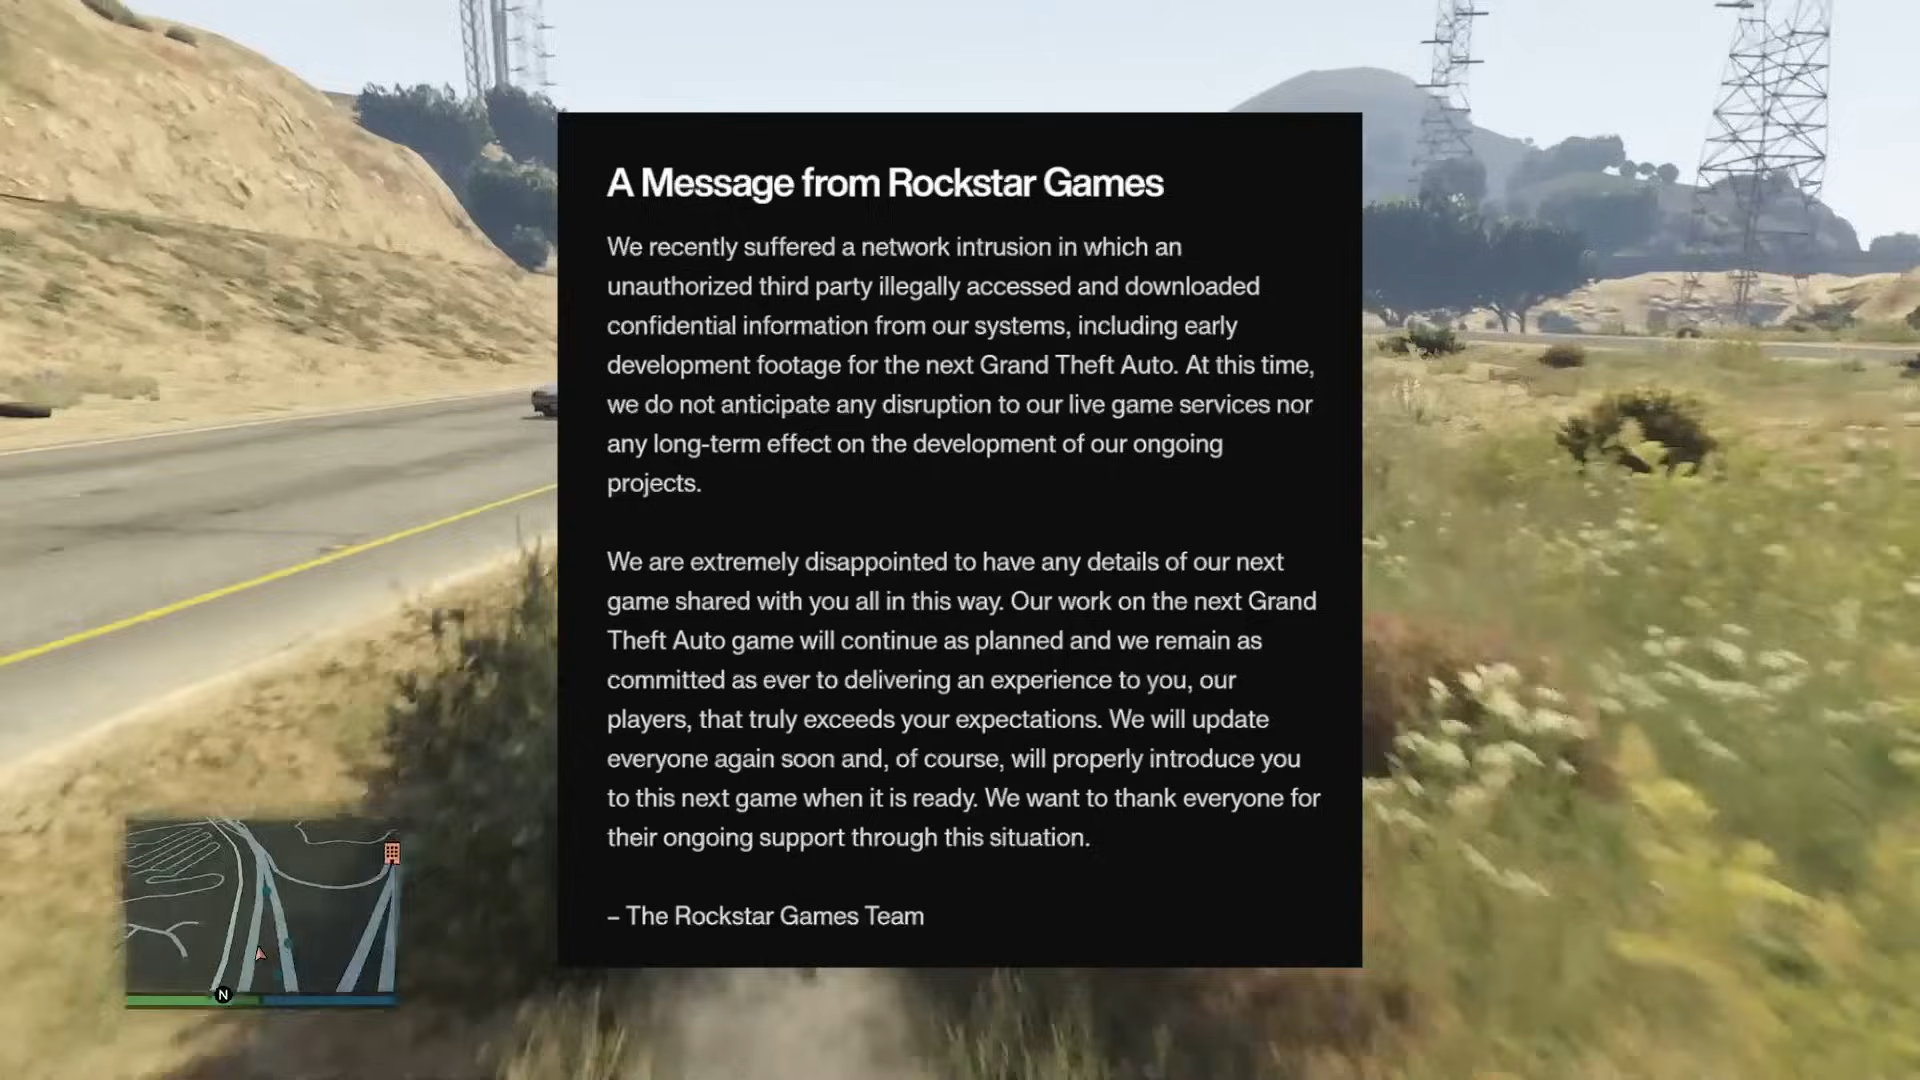 A Message from Rockstar Games
We recently suffered a network intrusion in which an
unauthorized third party illegally accessed and downloaded
confidential information from our systems, including early
development footage for the next Grand Theft Auto. At this time,
we do not anticipate any disruption to our live game services nor
any long-term effect on the development of our ongoing
projects.
We are extremely disappointed to have any details of our next
game shared with you all in this way. Our work on the next Grand
Theft Auto game will continue as planned and we remain as
committed as ever to delivering an experience to you, our
players, that truly exceeds your expectations. We will update
everyone again soon and, of course, will properly introduce you
to this next game when it is ready. We want to thank everyone for
their ongoing support through this situation.
– The Rockstar Games Team
N